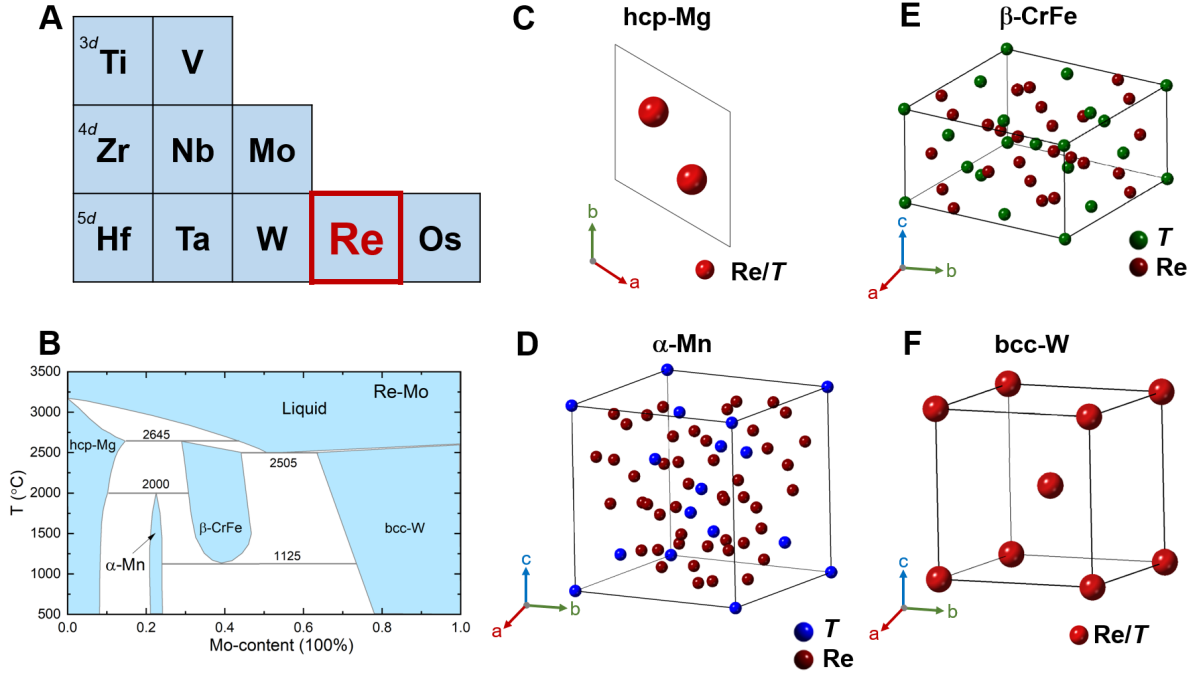 A
3d Ti V
4d Zr Nb Mo
5d Hf Ta W Re Os
B
3500
3000
2500
2000
1500
1000
500
T (°C)
Re-Mo
Liquid
hcp-Mg
2645
2505
2000
β-CrFe
bcc-W
α-Mn
1125
0.0 0.2 0.4 0.6 0.8 1.0
Mo-content (100%)
C
hcp-Mg
b
a
Re/T
D
α-Mn
c
b
a
T
Re
E
β-CrFe
c
b
a
T
Re
F
bcc-W
c
b
a
Re/T